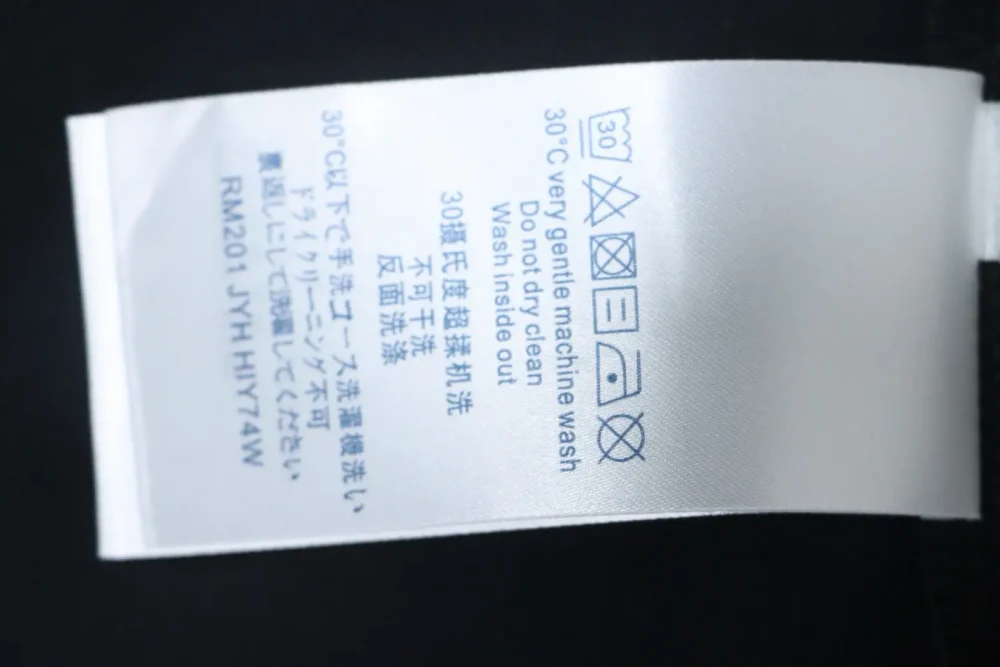 30
30°C very gentle machine wash
Do not dry clean
Wash inside out
30摄氏度超揉机洗
不可干洗
反面洗涤
30°C以下で手洗コース洗濯機洗い
ドライクリーニング不可
裏返しにして洗濯してください
RM201 JYH HIY74W